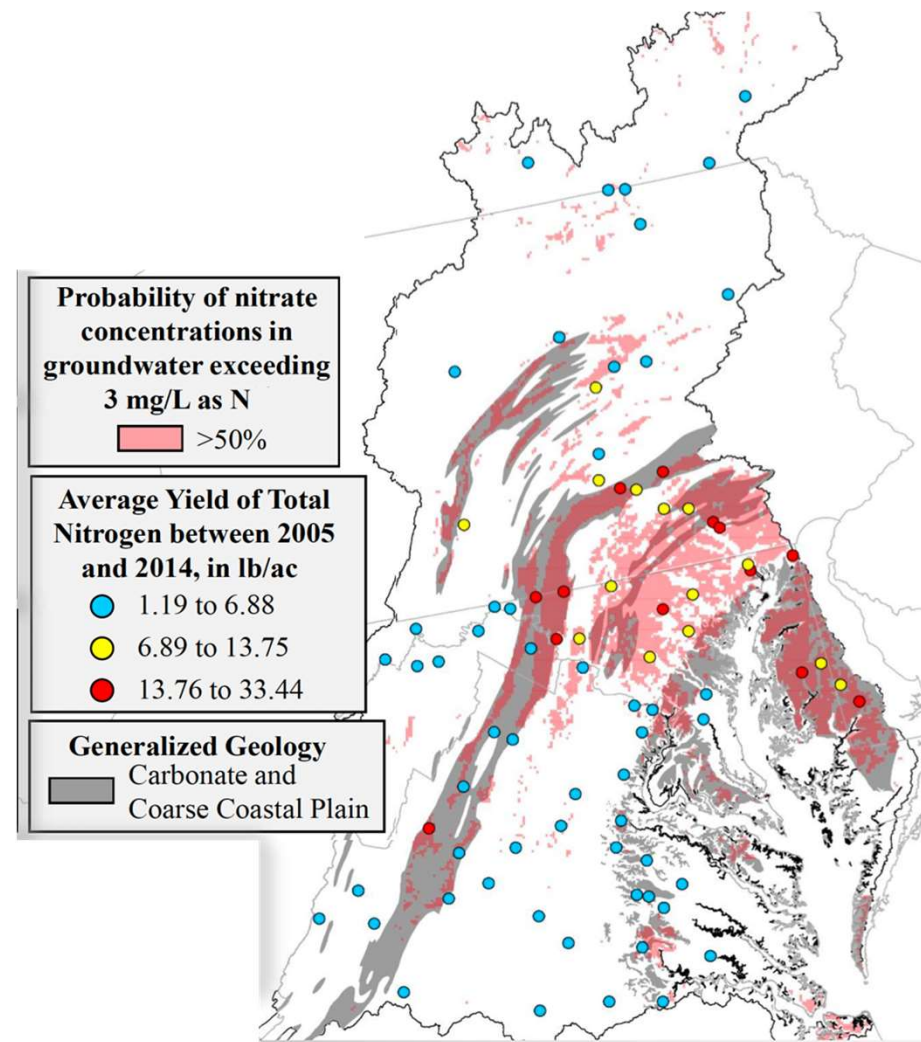 Probability of nitrate
concentrations in
groundwater exceeding
3 mg/L as N
>50%
Average Yield of Total
Nitrogen between 2005
and 2014, in lb/ac
1.19 to 6.88
6.89 to 13.75
13.76 to 33.44
Generalized Geology
Carbonate and
Coarse Coastal Plain